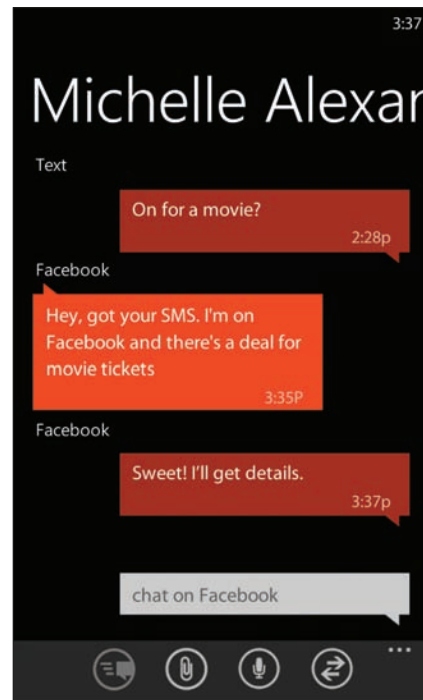 3:37
Michelle Alexar
Text
On for a movie?
2:28p
Facebook
Hey, got your SMS. I'm on
Facebook and there's a deal for
movie tickets
3:35P
Facebook
Sweet! I'll get details.
3:37p
chat on Facebook